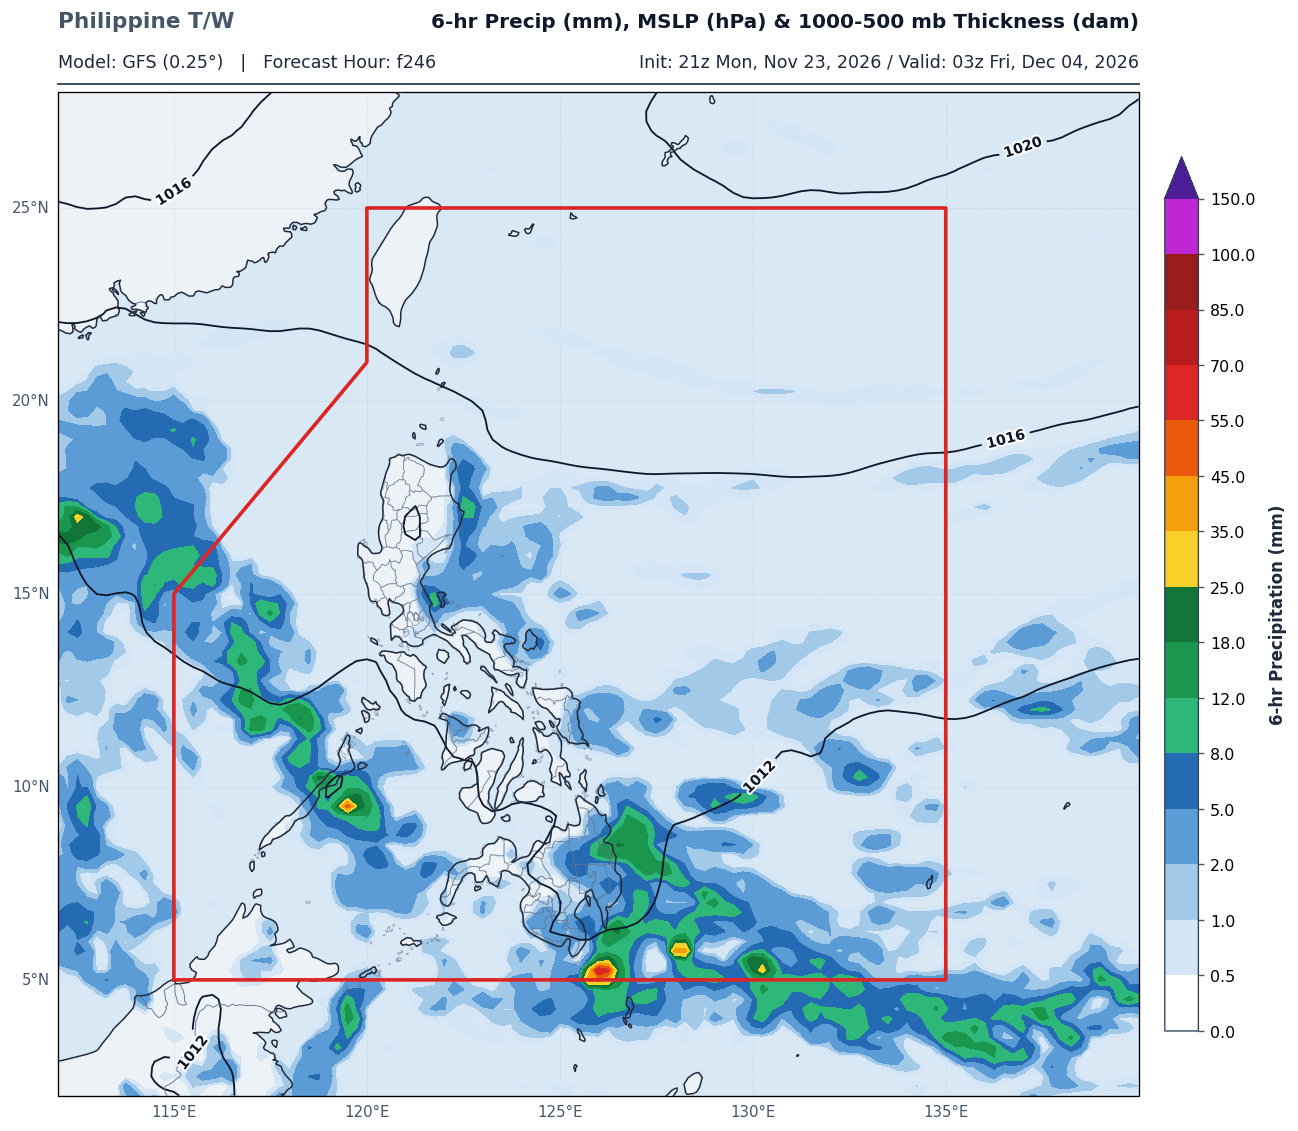 Philippine T/W
6-hr Precip (mm), MSLP (hPa) & 1000-500 mb Thickness (dam)
Model: GFS (0.25°) | Forecast Hour: f246
Init: 21z Mon, Nov 23, 2026 / Valid: 03z Fri, Dec 04, 2026
1020
1016
1016
1012
1012
25°N
20°N
15°N
10°N
5°N
115°E
120°E
125°E
130°E
135°E
150.0
100.0
85.0
70.0
55.0
45.0
35.0
25.0
18.0
12.0
8.0
5.0
2.0
1.0
0.5
0.0
6-hr Precipitation (mm)